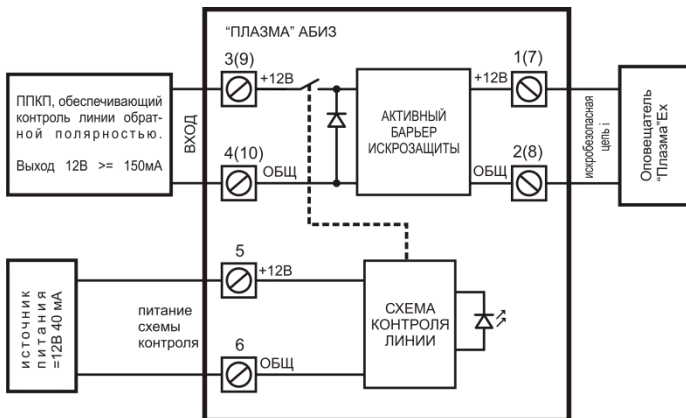 “ПЛАЗМА” АБИЗ
3(9)
+12В
+12В
1(7)
ППКП, обеспечивающий
контроль линии обрат-
ной полярностью.
Выход 12В >= 150мА
ВХОД
АКТИВНЫЙ
БАРЬЕР
ИСКРОЗАЩИТЫ
искробезопасная
цепь i
Оповещатель
“Плазма”Ех
4(10)
ОБЩ
ОБЩ
2(8)
5
+12В
источник
питания
=12В 40 мА
питание
схемы
контроля
СХЕМА
КОНТРОЛЯ
ЛИНИИ
6
ОБЩ